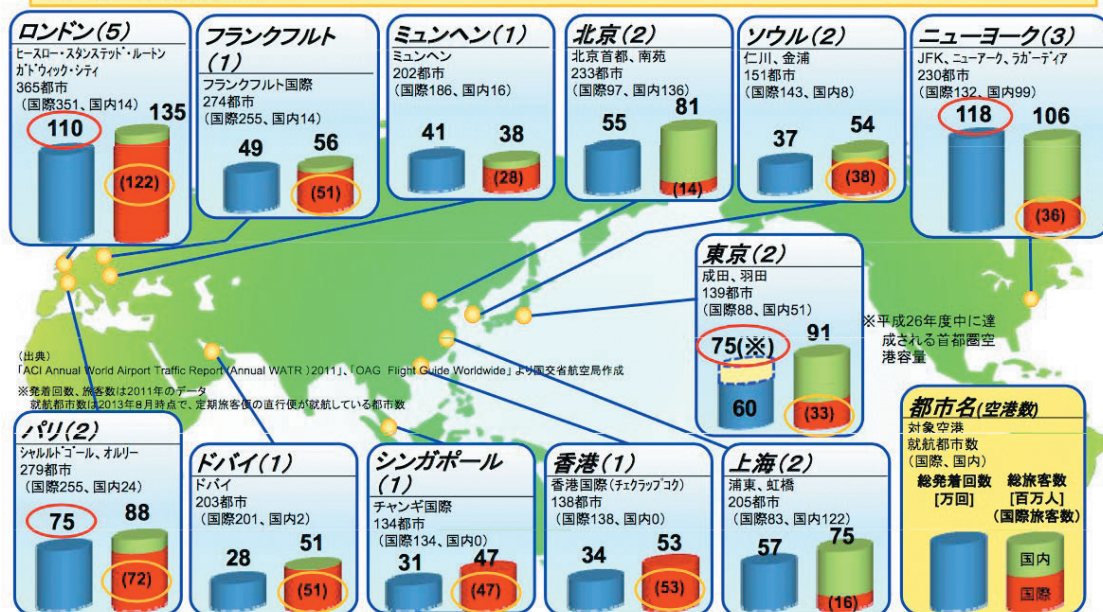 ロンドン(5)
ヒースロー・スタンステッド・ルートン
ガドウィック・シティ
365都市
(国際351、国内14)
110
135
(122)
フランクフルト
(1)
フランクフルト国際
274都市
(国際255、国内14)
49
56
(51)
ミュンヘン(1)
ミュンヘン
202都市
(国際186、国内16)
41
38
(28)
北京(2)
北京首都、南苑
233都市
(国際97、国内136)
55
81
(14)
ソウル(2)
仁川、金浦
151都市
(国際143、国内8)
37
54
(38)
ニューヨーク(3)
JFK、ニューアーク、ラガーディア
230都市
(国際132、国内99)
118
106
(36)
東京(2)
成田、羽田
139都市
(国際88、国内51)
75(※)
91
60
(33)
※平成26年度中に達
成される首都圏空
港容量
(出典)
「ACI Annual World Airport Traffic Report (Annual WATR )2011」、「OAG Flight Guide Worldwide」より国交省航空局作成
※発着回数、旅客数は2011年のデータ
就航都市数は2013年8月時点で、定期旅客便の直行便が就航している都市数
パリ(2)
シャルルドゴール、オルリー
279都市
(国際255、国内24)
75
88
(72)
ドバイ(1)
ドバイ
203都市
(国際201、国内2)
28
51
(51)
シンガポール
(1)
チャンギ国際
134都市
(国際134、国内0)
31
47
(47)
香港(1)
香港国際(チェクラップコク)
138都市
(国際138、国内0)
34
53
(53)
上海(2)
浦東、虹橋
205都市
(国際83、国内122)
57
75
(16)
都市名(空港数)
対象空港
就航都市数
(国際、国内)
総発着回数
[万回]
総旅客数
[百万人]
(国際旅客数)
国内
国際